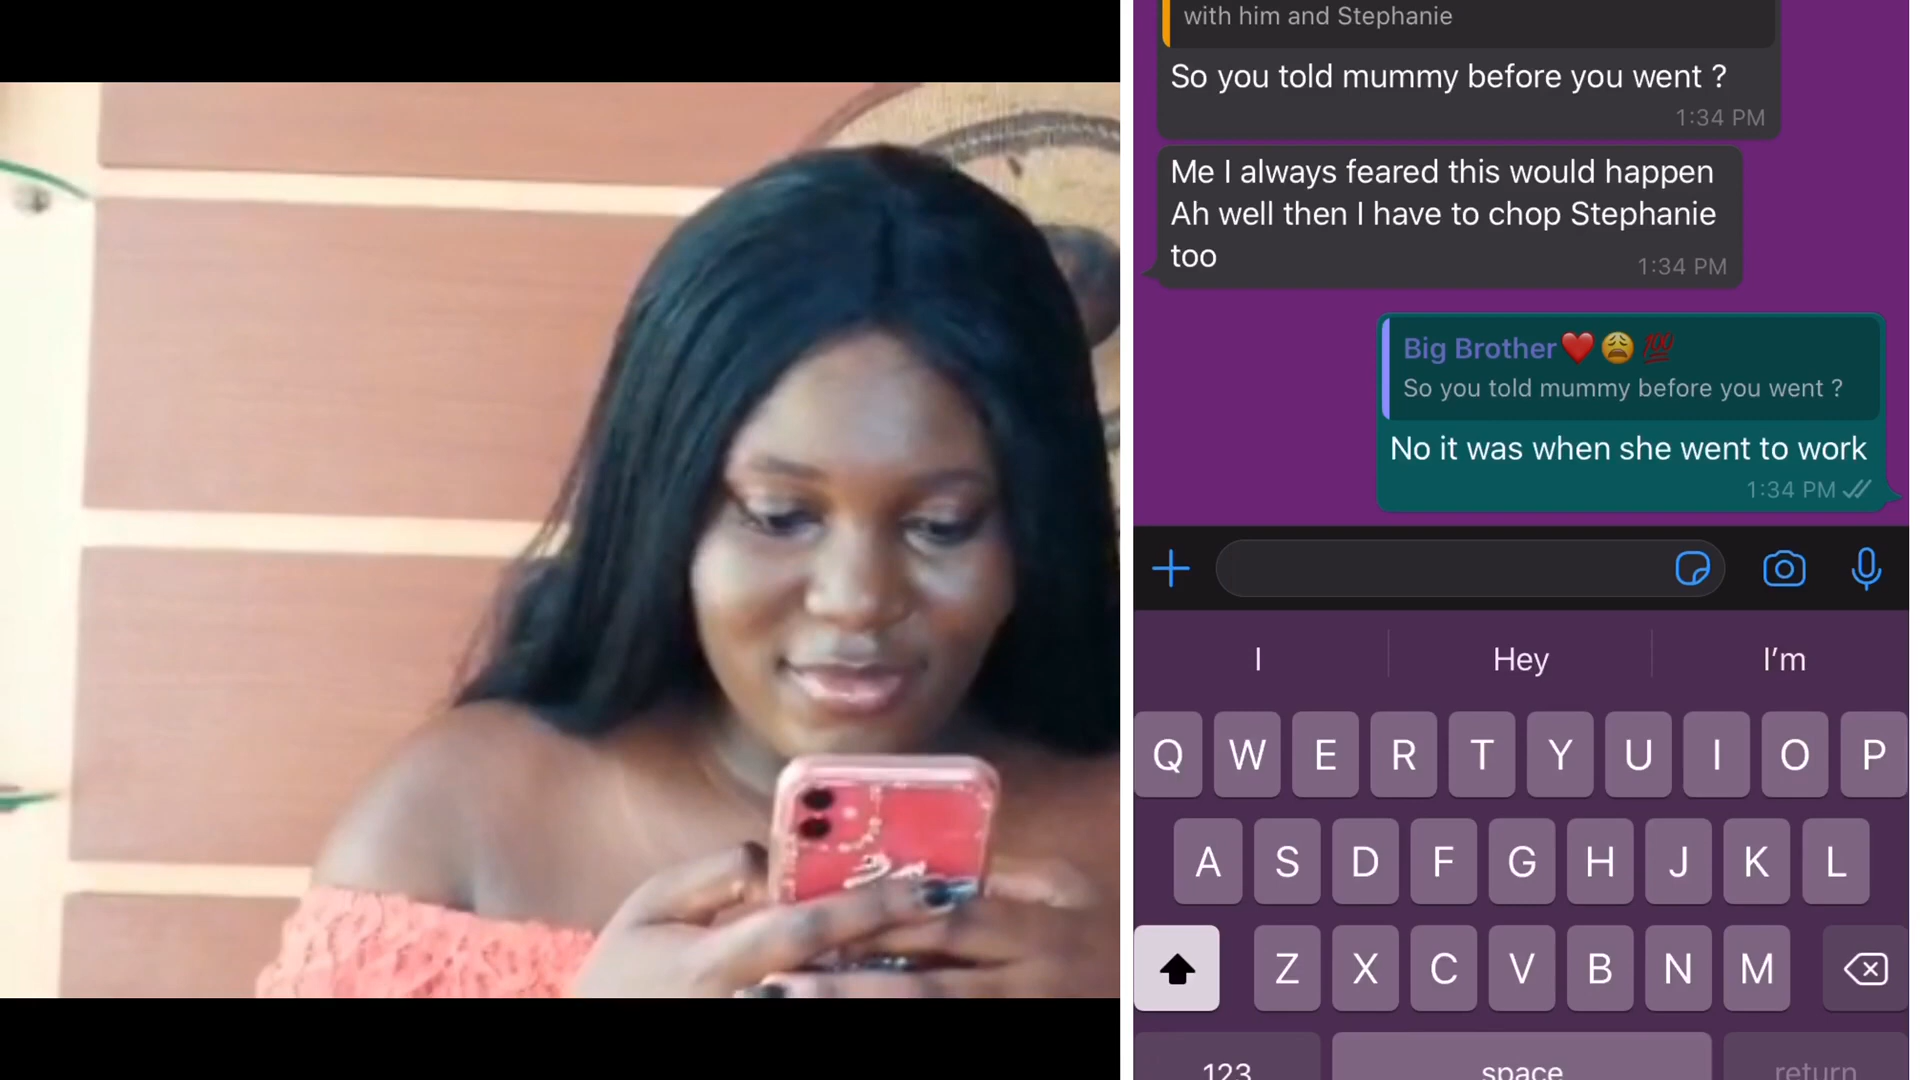 with him and Stephanie
So you told mummy before you went ?
1:34 PM
Me I always feared this would happen
Ah well then I have to chop Stephanie
too
1:34 PM
Big Brother❤️😩💯
So you told mummy before you went ?
No it was when she went to work
1:34 PM
I Hey I’m
Q W E R T Y U I O P
A S D F G H J K L
Z X C V B N M
123 space return